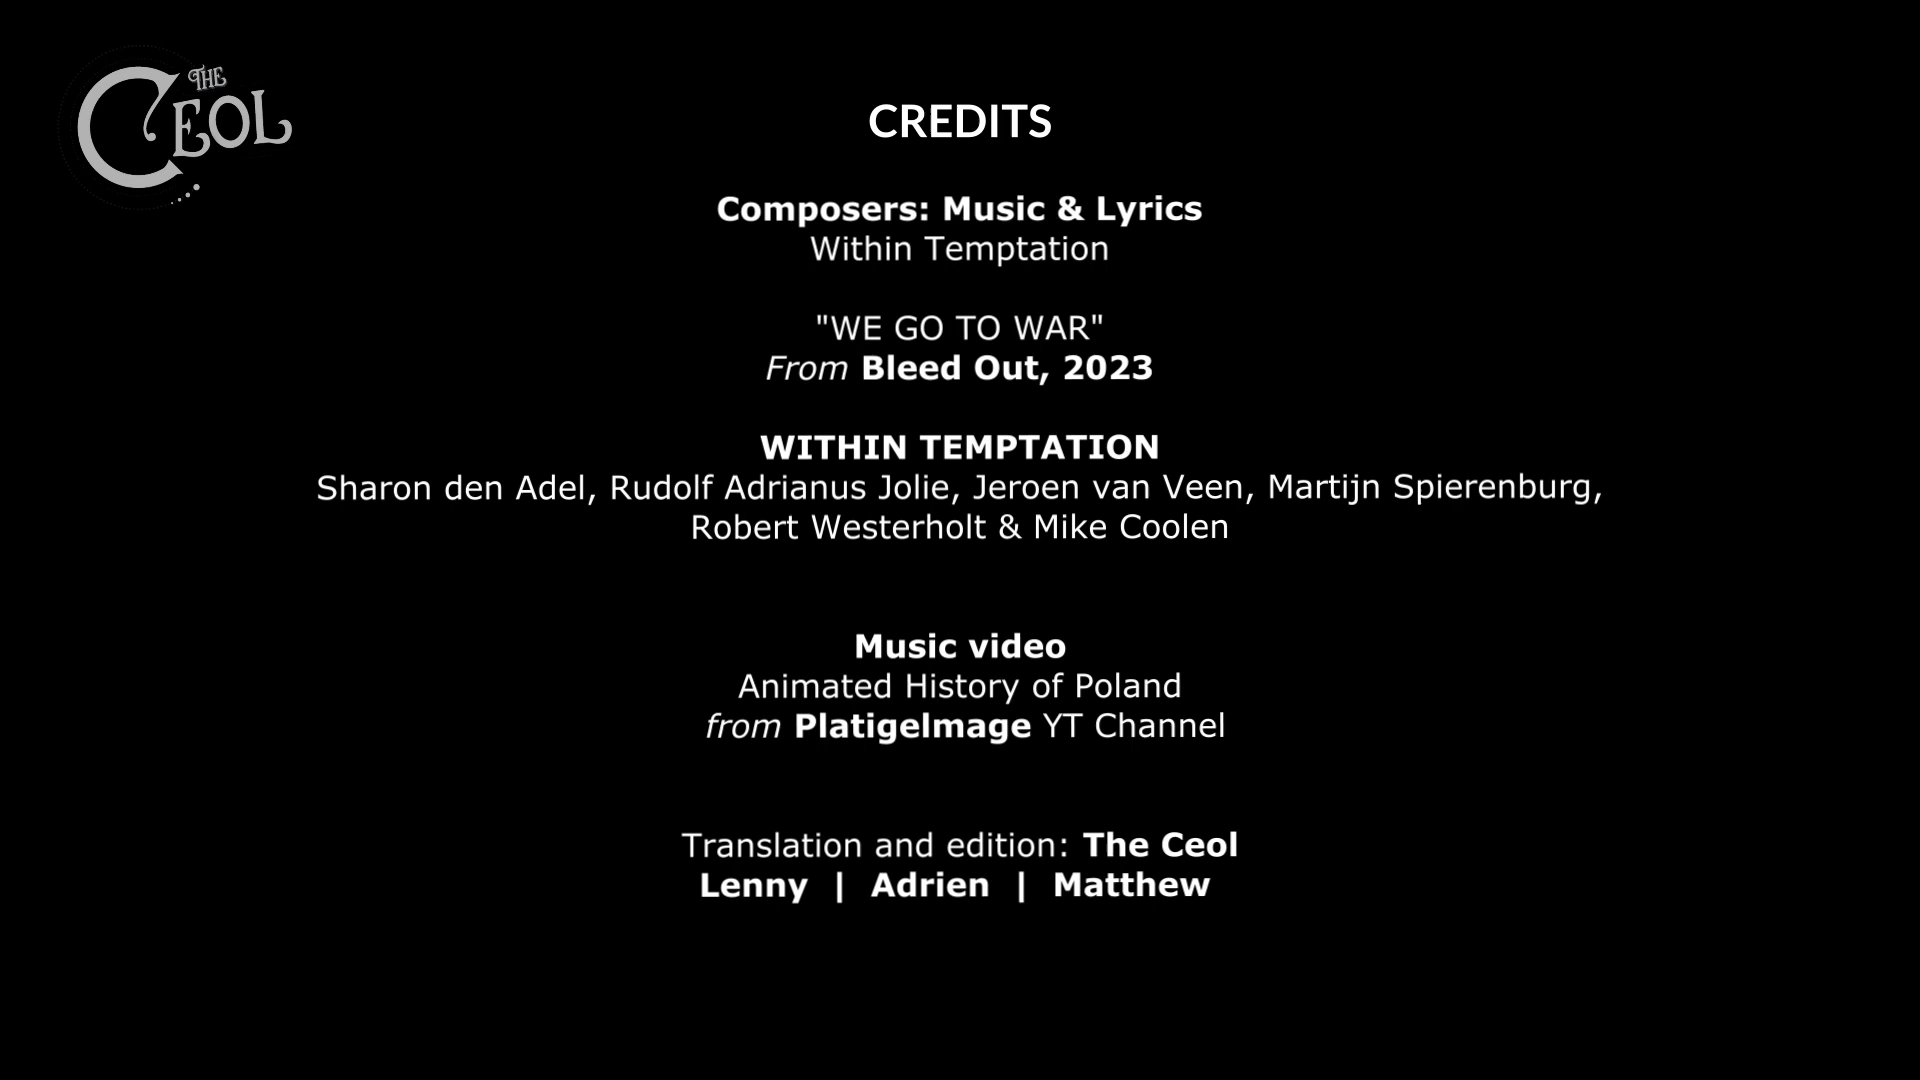 THE
CEOL
CREDITS
Composers: Music & Lyrics
Within Temptation
"WE GO TO WAR"
From Bleed Out, 2023
WITHIN TEMPTATION
Sharon den Adel, Rudolf Adrianus Jolie, Jeroen van Veen, Martijn Spierenburg,
Robert Westerholt & Mike Coolen
Music video
Animated History of Poland
from PlatigeImage YT Channel
Translation and edition: The Ceol
Lenny | Adrien | Matthew